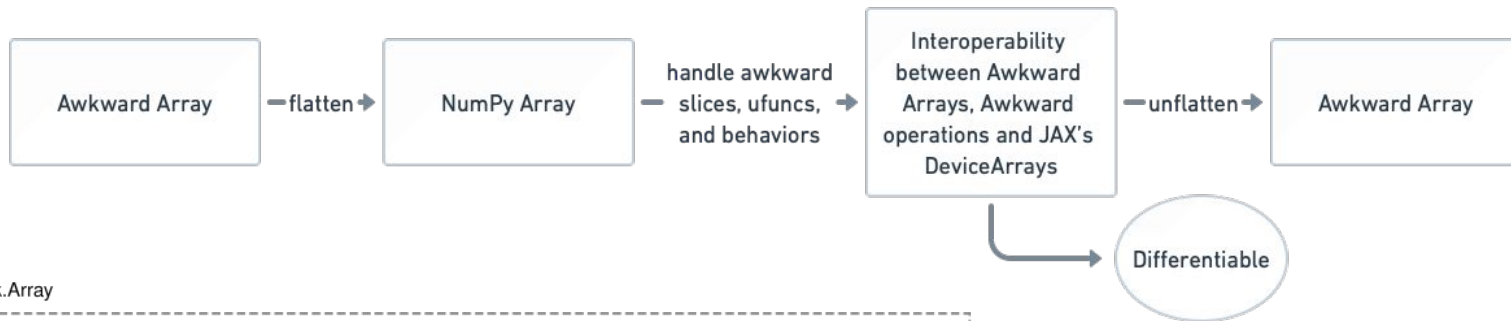 Awkward Array
flatten
NumPy Array
handle awkward
slices, ufuncs,
and behaviors
Interoperability
between Awkward
Arrays, Awkward
operations and JAX's
DeviceArrays
unflatten
Awkward Array
Differentiable
.Array